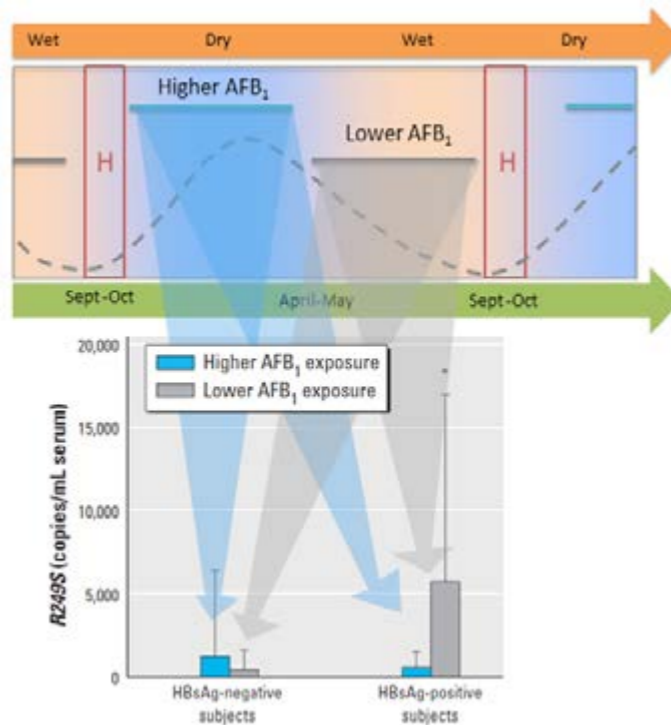 Wet Dry Wet Dry
Higher AFB₁
Lower AFB₁
H H
Sept-Oct April-May Sept-Oct
20,000
15,000
10,000
5,000
0
R249S (copies/mL serum)
Higher AFB₁ exposure
Lower AFB₁ exposure
*
HBsAg-negative
subjects
HBsAg-positive
subjects